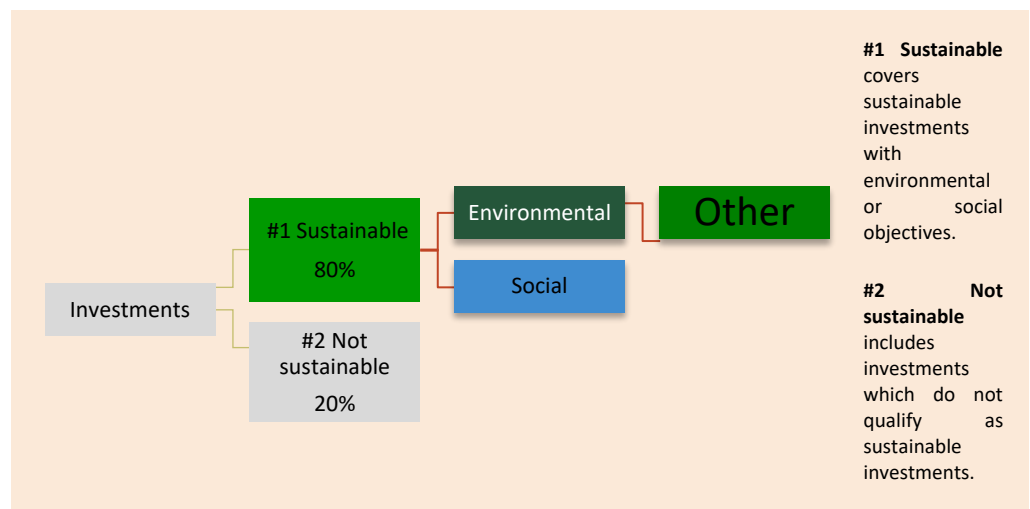 Investments
#1 Sustainable
80%
#2 Not
sustainable
20%
Environmental
Social
Other
#1 Sustainable
covers
sustainable
investments
with
environmental
or social
objectives.
#2 Not
sustainable
includes
investments
which do not
qualify as
sustainable
investments.